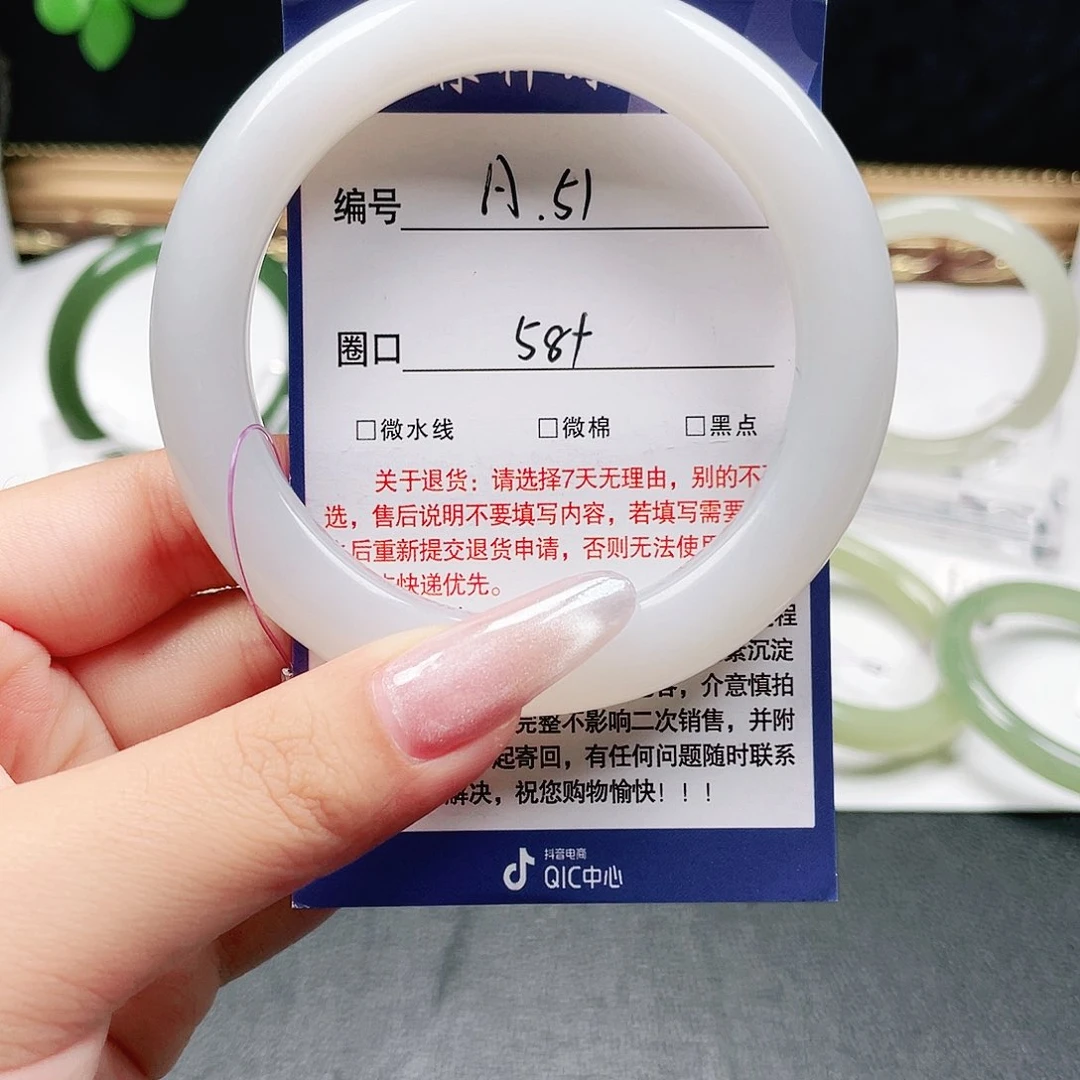 编号 A.51
圈口 58+
□微水线 □微棉 □黑点
关于退货：请选择7天无理由，别的不
选，售后说明不要填写内容，若填写需要
后重新提交退货申请，否则无法使用
快递优先。
程
沉淀
，介意慎拍
完整不影响二次销售，并附
起寄回，有任何问题随时联系
解决，祝您购物愉快！！！
抖音电商
QIC中心